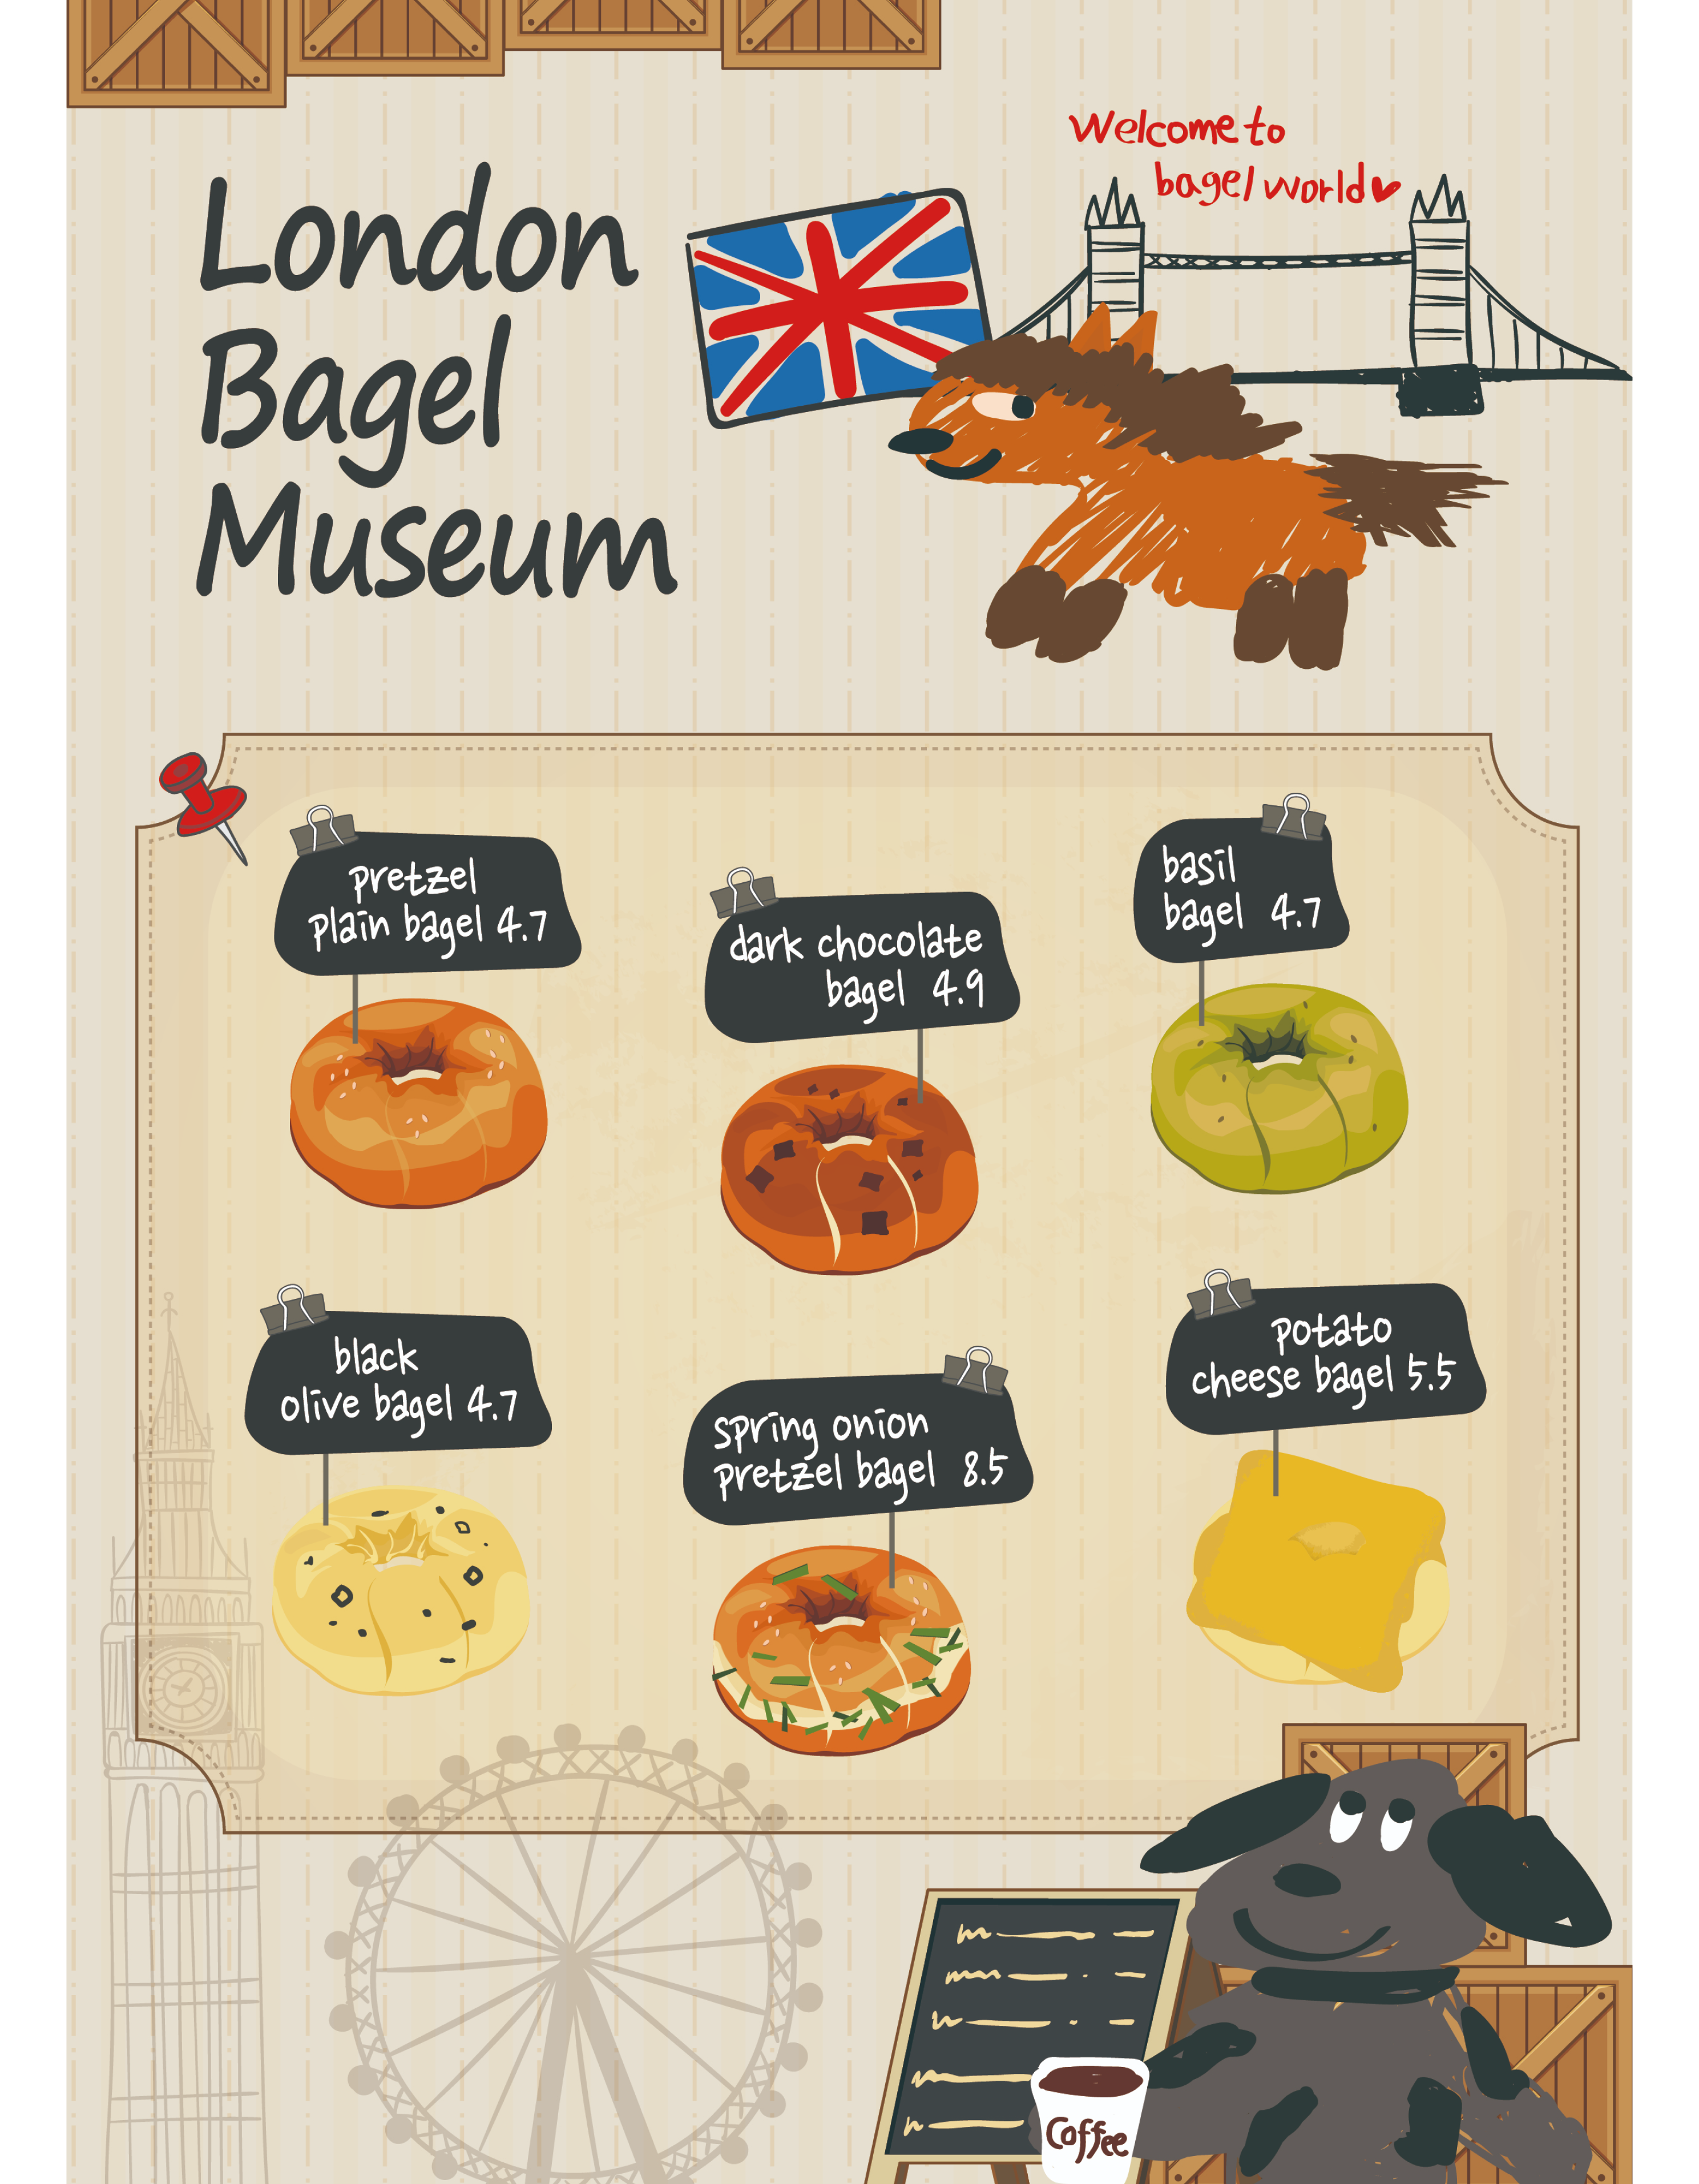 Welcome to
bagel world
London
Bagel
Museum
pretzel
plain bagel 4.7
dark chocolate
bagel 4.9
basil
bagel 4.7
black
olive bagel 4.7
spring onion
pretzel bagel 8.5
potato
cheese bagel 5.5
Coffee